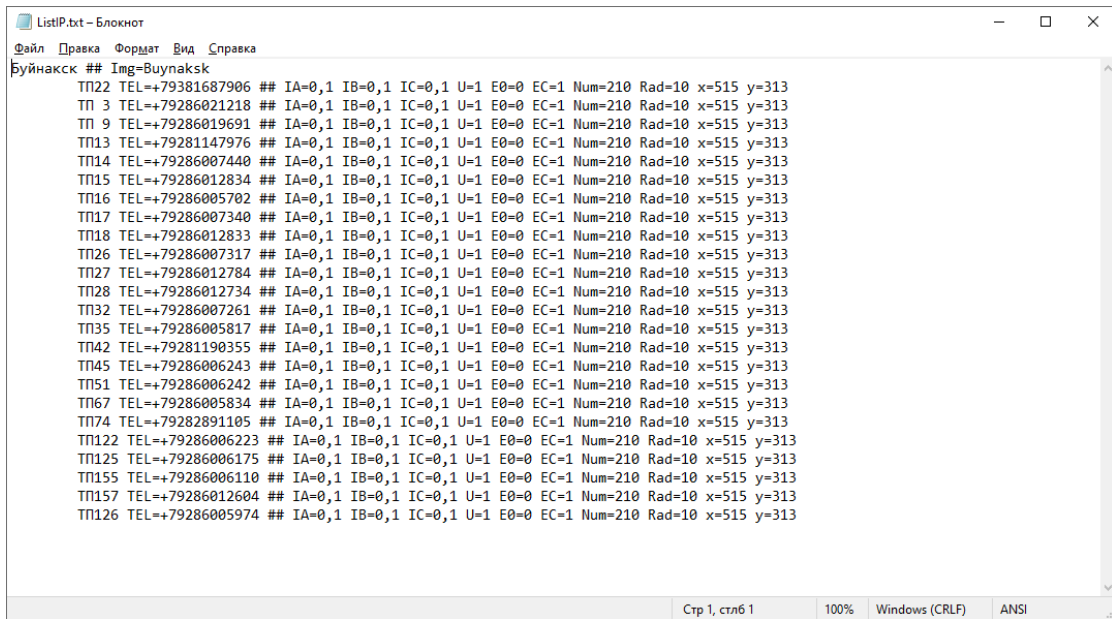 ListIP.txt – Блокнот
Файл Правка Формат Вид Справка
Буйнакск ## Img=Buynaksk
ТП22 TEL=+79381687906 ## IA=0,1 IB=0,1 IC=0,1 U=1 E0=0 EC=1 Num=210 Rad=10 x=515 y=313
ТП 3 TEL=+79286021218 ## IA=0,1 IB=0,1 IC=0,1 U=1 E0=0 EC=1 Num=210 Rad=10 x=515 y=313
ТП 9 TEL=+79286019691 ## IA=0,1 IB=0,1 IC=0,1 U=1 E0=0 EC=1 Num=210 Rad=10 x=515 y=313
ТП13 TEL=+79281147976 ## IA=0,1 IB=0,1 IC=0,1 U=1 E0=0 EC=1 Num=210 Rad=10 x=515 y=313
ТП14 TEL=+79286007440 ## IA=0,1 IB=0,1 IC=0,1 U=1 E0=0 EC=1 Num=210 Rad=10 x=515 y=313
ТП15 TEL=+79286012834 ## IA=0,1 IB=0,1 IC=0,1 U=1 E0=0 EC=1 Num=210 Rad=10 x=515 y=313
ТП16 TEL=+79286005702 ## IA=0,1 IB=0,1 IC=0,1 U=1 E0=0 EC=1 Num=210 Rad=10 x=515 y=313
ТП17 TEL=+79286007340 ## IA=0,1 IB=0,1 IC=0,1 U=1 E0=0 EC=1 Num=210 Rad=10 x=515 y=313
ТП18 TEL=+79286012833 ## IA=0,1 IB=0,1 IC=0,1 U=1 E0=0 EC=1 Num=210 Rad=10 x=515 y=313
ТП26 TEL=+79286007317 ## IA=0,1 IB=0,1 IC=0,1 U=1 E0=0 EC=1 Num=210 Rad=10 x=515 y=313
ТП27 TEL=+79286012784 ## IA=0,1 IB=0,1 IC=0,1 U=1 E0=0 EC=1 Num=210 Rad=10 x=515 y=313
ТП28 TEL=+79286012734 ## IA=0,1 IB=0,1 IC=0,1 U=1 E0=0 EC=1 Num=210 Rad=10 x=515 y=313
ТП32 TEL=+79286007261 ## IA=0,1 IB=0,1 IC=0,1 U=1 E0=0 EC=1 Num=210 Rad=10 x=515 y=313
ТП35 TEL=+79286005817 ## IA=0,1 IB=0,1 IC=0,1 U=1 E0=0 EC=1 Num=210 Rad=10 x=515 y=313
ТП42 TEL=+79281190355 ## IA=0,1 IB=0,1 IC=0,1 U=1 E0=0 EC=1 Num=210 Rad=10 x=515 y=313
ТП45 TEL=+79286006243 ## IA=0,1 IB=0,1 IC=0,1 U=1 E0=0 EC=1 Num=210 Rad=10 x=515 y=313
ТП51 TEL=+79286006242 ## IA=0,1 IB=0,1 IC=0,1 U=1 E0=0 EC=1 Num=210 Rad=10 x=515 y=313
ТП67 TEL=+79286005834 ## IA=0,1 IB=0,1 IC=0,1 U=1 E0=0 EC=1 Num=210 Rad=10 x=515 y=313
ТП74 TEL=+79282891105 ## IA=0,1 IB=0,1 IC=0,1 U=1 E0=0 EC=1 Num=210 Rad=10 x=515 y=313
ТП122 TEL=+79286006223 ## IA=0,1 IB=0,1 IC=0,1 U=1 E0=0 EC=1 Num=210 Rad=10 x=515 y=313
ТП125 TEL=+79286006175 ## IA=0,1 IB=0,1 IC=0,1 U=1 E0=0 EC=1 Num=210 Rad=10 x=515 y=313
ТП155 TEL=+79286006110 ## IA=0,1 IB=0,1 IC=0,1 U=1 E0=0 EC=1 Num=210 Rad=10 x=515 y=313
ТП157 TEL=+79286012604 ## IA=0,1 IB=0,1 IC=0,1 U=1 E0=0 EC=1 Num=210 Rad=10 x=515 y=313
ТП126 TEL=+79286005974 ## IA=0,1 IB=0,1 IC=0,1 U=1 E0=0 EC=1 Num=210 Rad=10 x=515 y=313
Стр 1, стлб 1 100% Windows (CRLF) ANSI